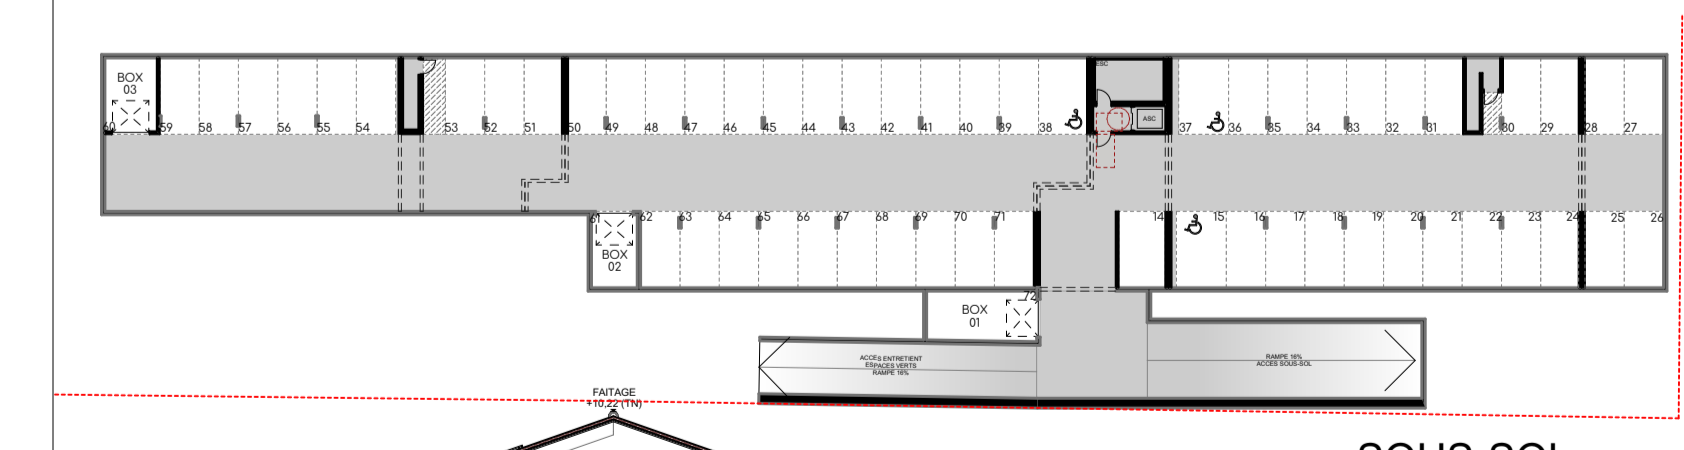 BOX
03
60 59 58 57 56 55 54 53 52 51 50 49 48 47 46 45 44 43 42 41 40 39 38 37 36 35 34 33 32 31 30 29 28 27
ESC
ASC
61 62 63 64 65 66 67 68 69 70 71 14 15 16 17 18 19 20 21 22 23 24 25 26
BOX
02
72
BOX
01
ACCÈS ENTRETIENT
ESPACES VERTS
RAMPE 16%
RAMPE 16%
ACCES SOUS-SOL
FAITAGE
+10,22 (TN)
SOUS-SOL